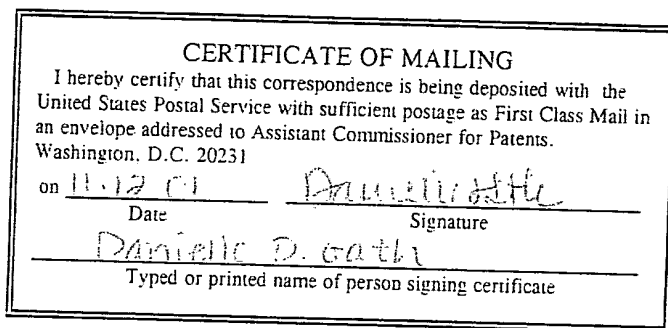 CERTIFICATE OF MAILING
I hereby certify that this correspondence is being deposited with the
United States Postal Service with sufficient postage as First Class Mail in
an envelope addressed to Assistant Commissioner for Patents.
Washington, D.C. 20231
on 11.12 01
Date Signature
Danielle D.
Typed or printed name of person signing certificate